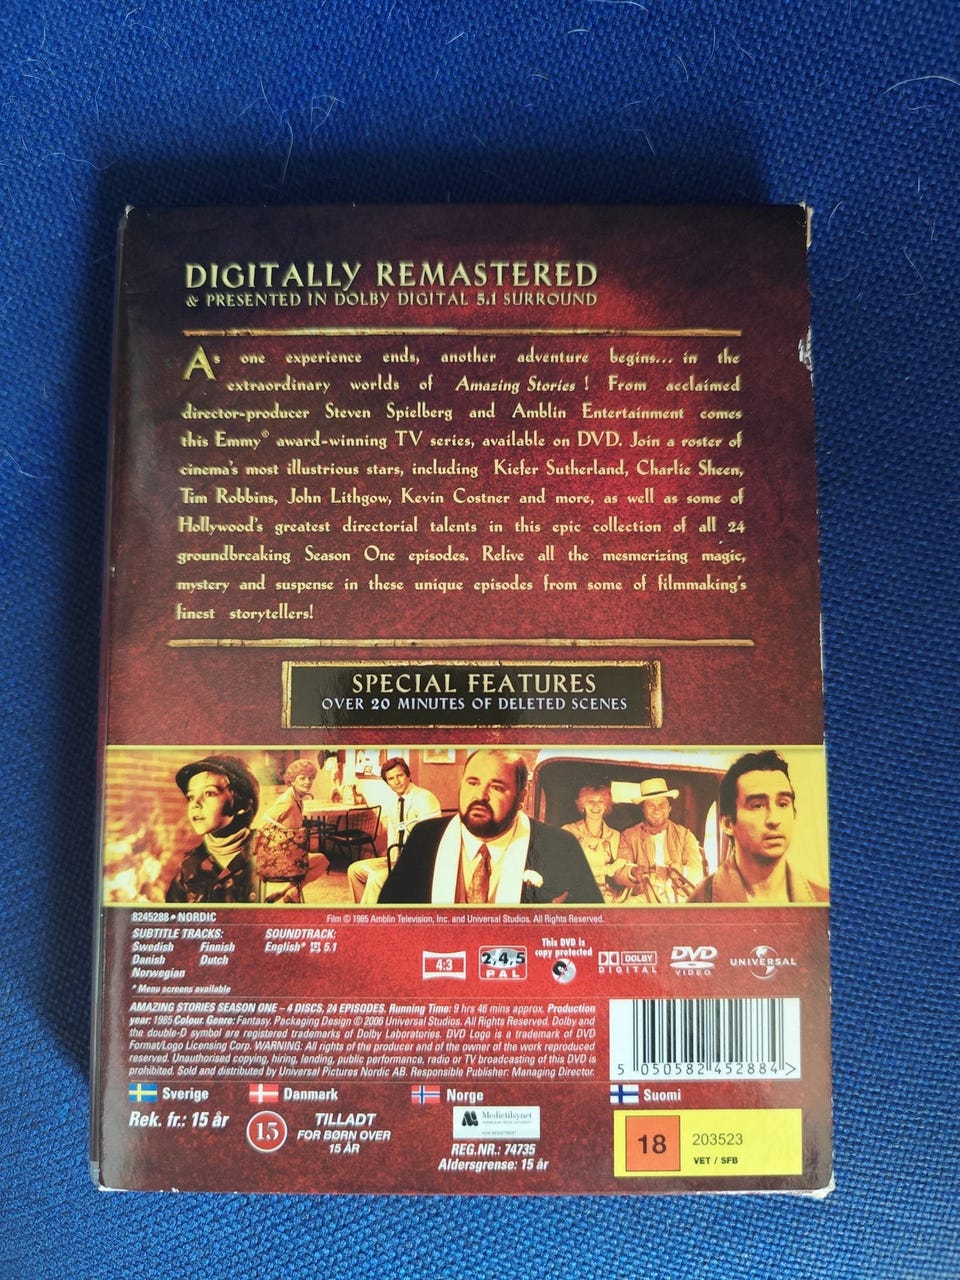 DIGITALLY REMASTERED
& PRESENTED IN DOLBY DIGITAL 5.1 SURROUND
As one experience ends, another adventure begins... in the
extraordinary worlds of Amazing Stories ! From acclaimed
director-producer Steven Spielberg and Amblin Entertainment comes
this Emmy® award-winning TV series, available on DVD. Join a roster of
cinema's most illustrious stars, including Kiefer Sutherland, Charlie Sheen,
Tim Robbins, John Lithgow, Kevin Costner and more, as well as some of
Hollywood's greatest directorial talents in this epic collection of all 24
groundbreaking Season One episodes. Relive all the mesmerizing magic,
mystery and suspense in these unique episodes from some of filmmaking's
finest storytellers!
SPECIAL FEATURES
OVER 20 MINUTES OF DELETED SCENES
8245288 • NORDIC
Film © 1985 Amblin Television, Inc. and Universal Studios. All Rights Reserved.
SUBTITLE TRACKS:
Swedish Finnish
Danish Dutch
Norwegian
* Menu screens available
SOUNDTRACK:
English* 5.1
4:3
2,4,5
PAL
This DVD is
copy protected
DOLBY
DIGITAL
DVD
VIDEO
UNIVERSAL
AMAZING STORIES SEASON ONE – 4 DISCS, 24 EPISODES. Running Time: 9 hrs 46 mins approx. Production
year: 1985 Colour. Genre: Fantasy. Packaging Design © 2006 Universal Studios. All Rights Reserved. Dolby and
the double-D symbol are registered trademarks of Dolby Laboratories. DVD Logo is a trademark of DVD
Format/Logo Licensing Corp. WARNING: All rights of the producer and of the owner of the work reproduced
reserved. Unauthorised copying, hiring, lending, public performance, radio or TV broadcasting of this DVD is
prohibited. Sold and distributed by Universal Pictures Nordic AB. Responsible Publisher: Managing Director.
5 050582 452884 >
Sverige
Rek. fr.: 15 år
Danmark
15
TILLADT
FOR BØRN OVER
15 ÅR
Norge
Medietilsynet
REG.NR.: 74735
Aldersgrense: 15 år
Suomi
18
203523
VET / SFB